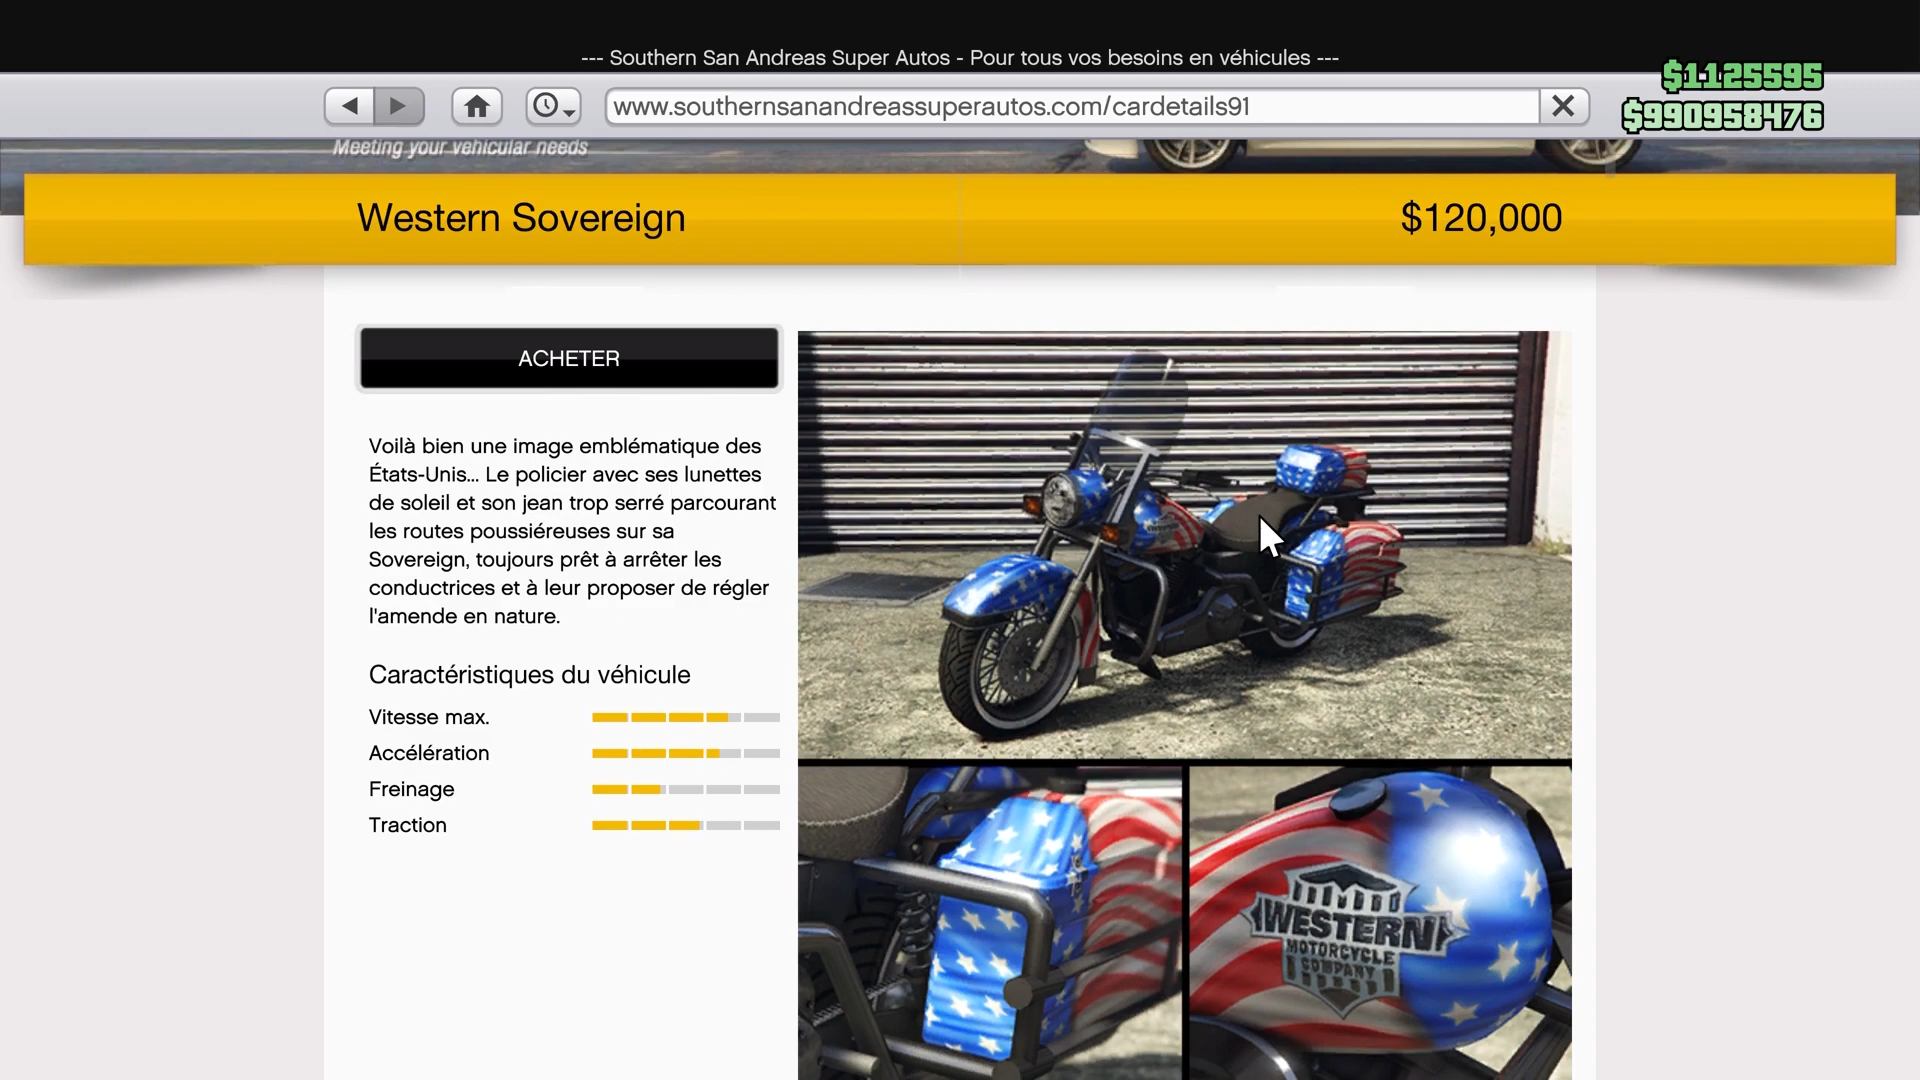 --- Southern San Andreas Super Autos - Pour tous vos besoins en véhicules ---
$1125595
www.southernsanandreassuperautos.com/cardetails91
$990958476
Meeting your vehicular needs
Western Sovereign
$120,000
ACHETER
Voilà bien une image emblématique des
États-Unis... Le policier avec ses lunettes
de soleil et son jean trop serré parcourant
les routes poussiéreuses sur sa
Sovereign, toujours prêt à arrêter les
conductrices et à leur proposer de régler
l'amende en nature.
Caractéristiques du véhicule
Vitesse max.
Accélération
Freinage
Traction
WESTERN
MOTORCYCLE
COMPANY